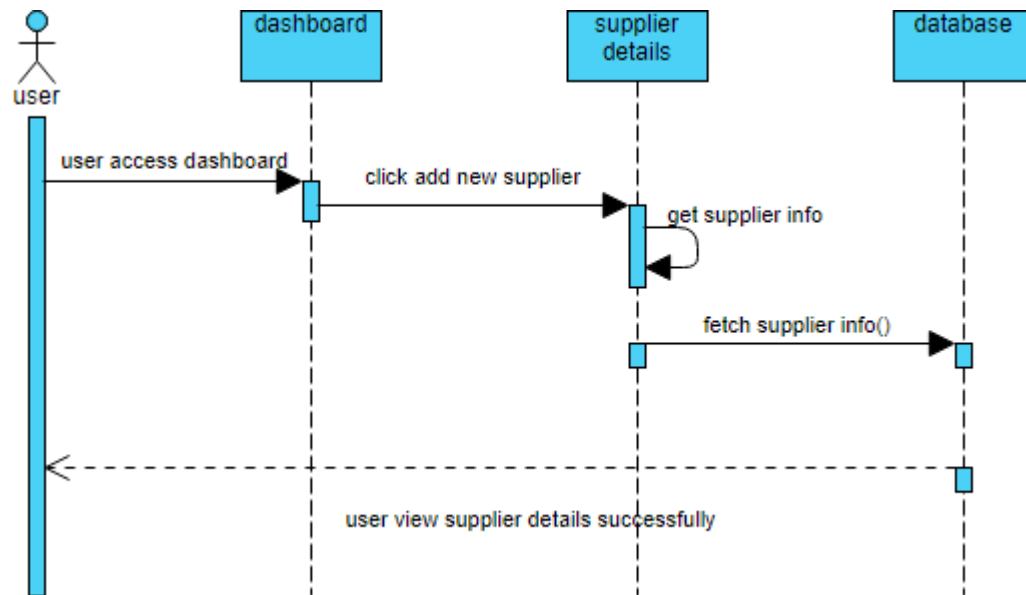 dashboard
supplier
details
database
user
user access dashboard
click add new supplier
get supplier info
fetch supplier info()
user view supplier details successfully